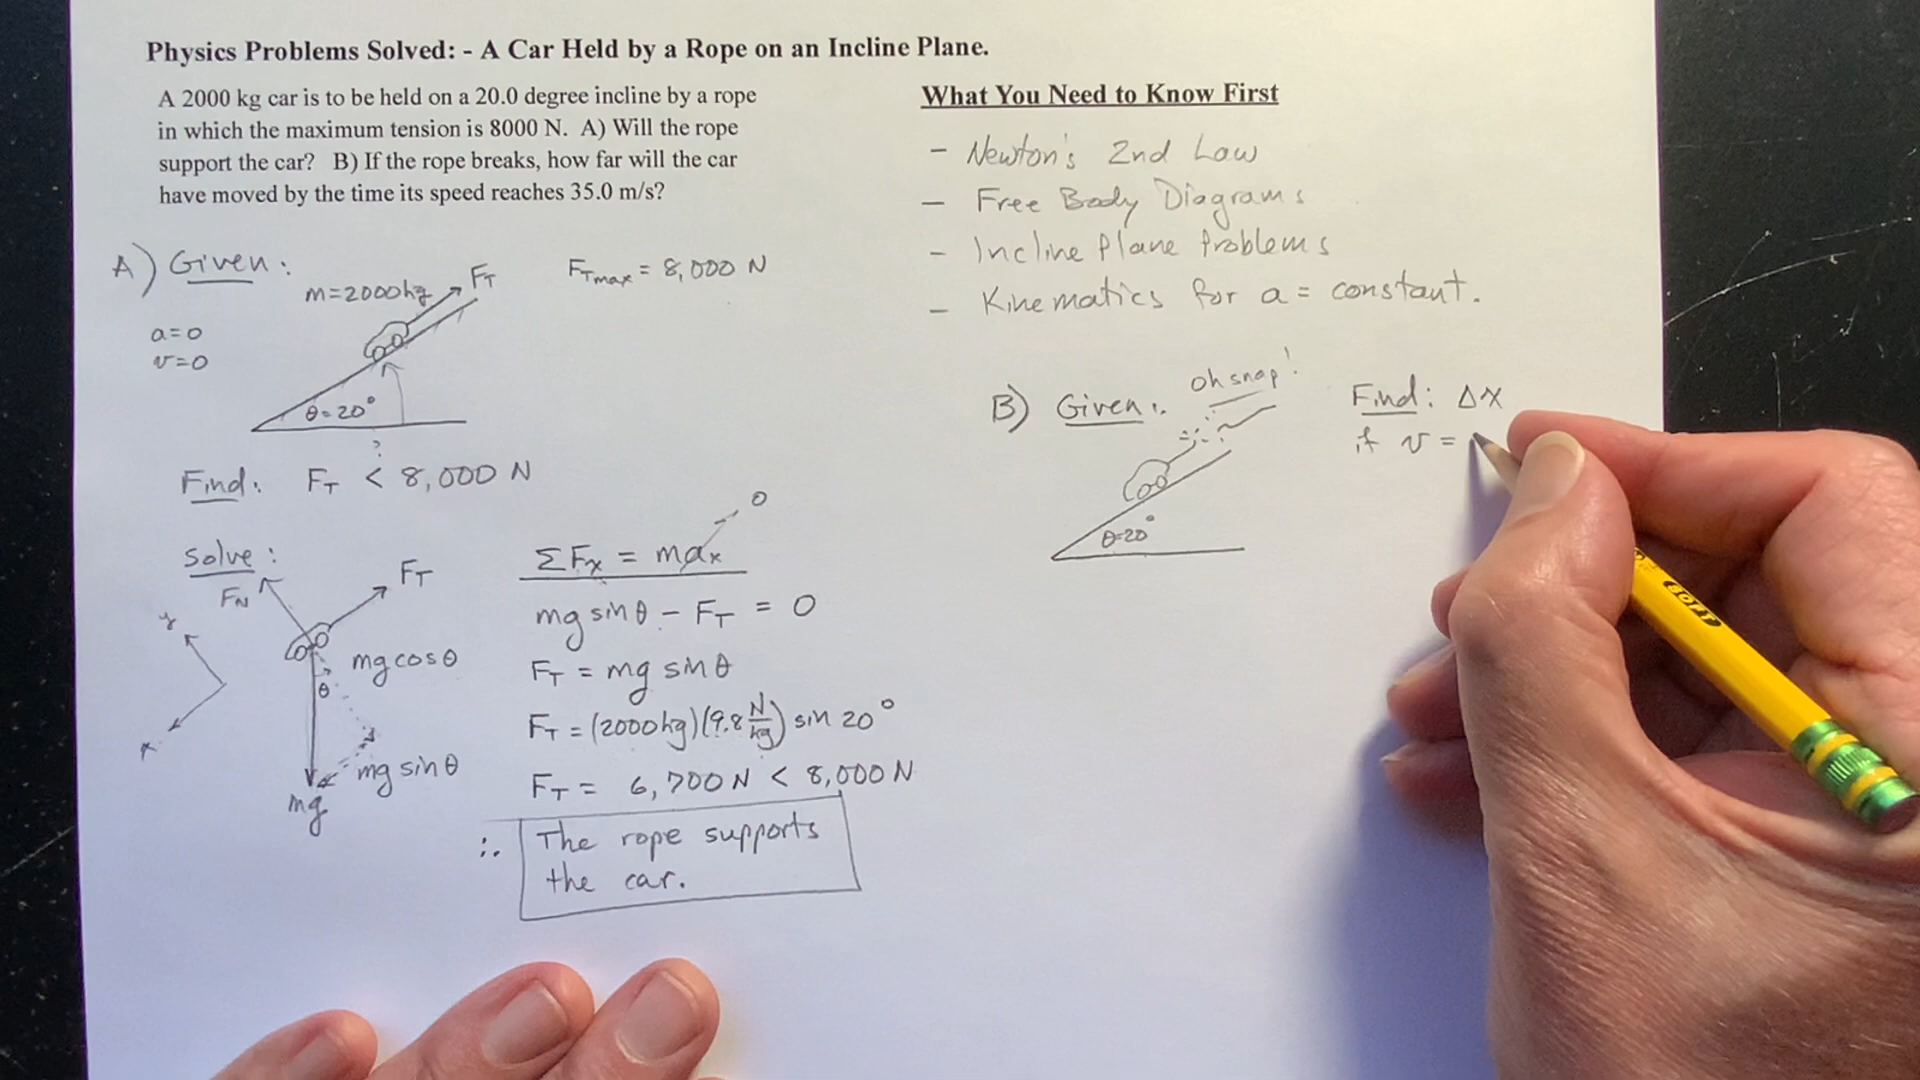 Physics Problems Solved: - A Car Held by a Rope on an Incline Plane.
A 2000 kg car is to be held on a 20.0 degree incline by a rope
in which the maximum tension is 8000 N. A) Will the rope
support the car? B) If the rope breaks, how far will the car
have moved by the time its speed reaches 35.0 m/s?
A) Given:
m=2000kg
FT
FTmax = 8,000 N
a=0
v=0
θ=20°
?
Find: FT < 8,000 N
Solve:
FN
FT
y
x
mg cos θ
θ
mg sin θ
mg
ΣFx = max
0
mg sin θ - FT = 0
FT = mg sin θ
FT = (2000kg)(9.8 N/kg) sin 20°
FT = 6,700 N < 8,000 N
∴ The rope supports
the car.
What You Need to Know First
- Newton's 2nd Law
- Free Body Diagrams
- Incline Plane Problems
- Kinematics for a = constant.
B) Given:
oh snap!
θ=20°
Find: Δx
if v =